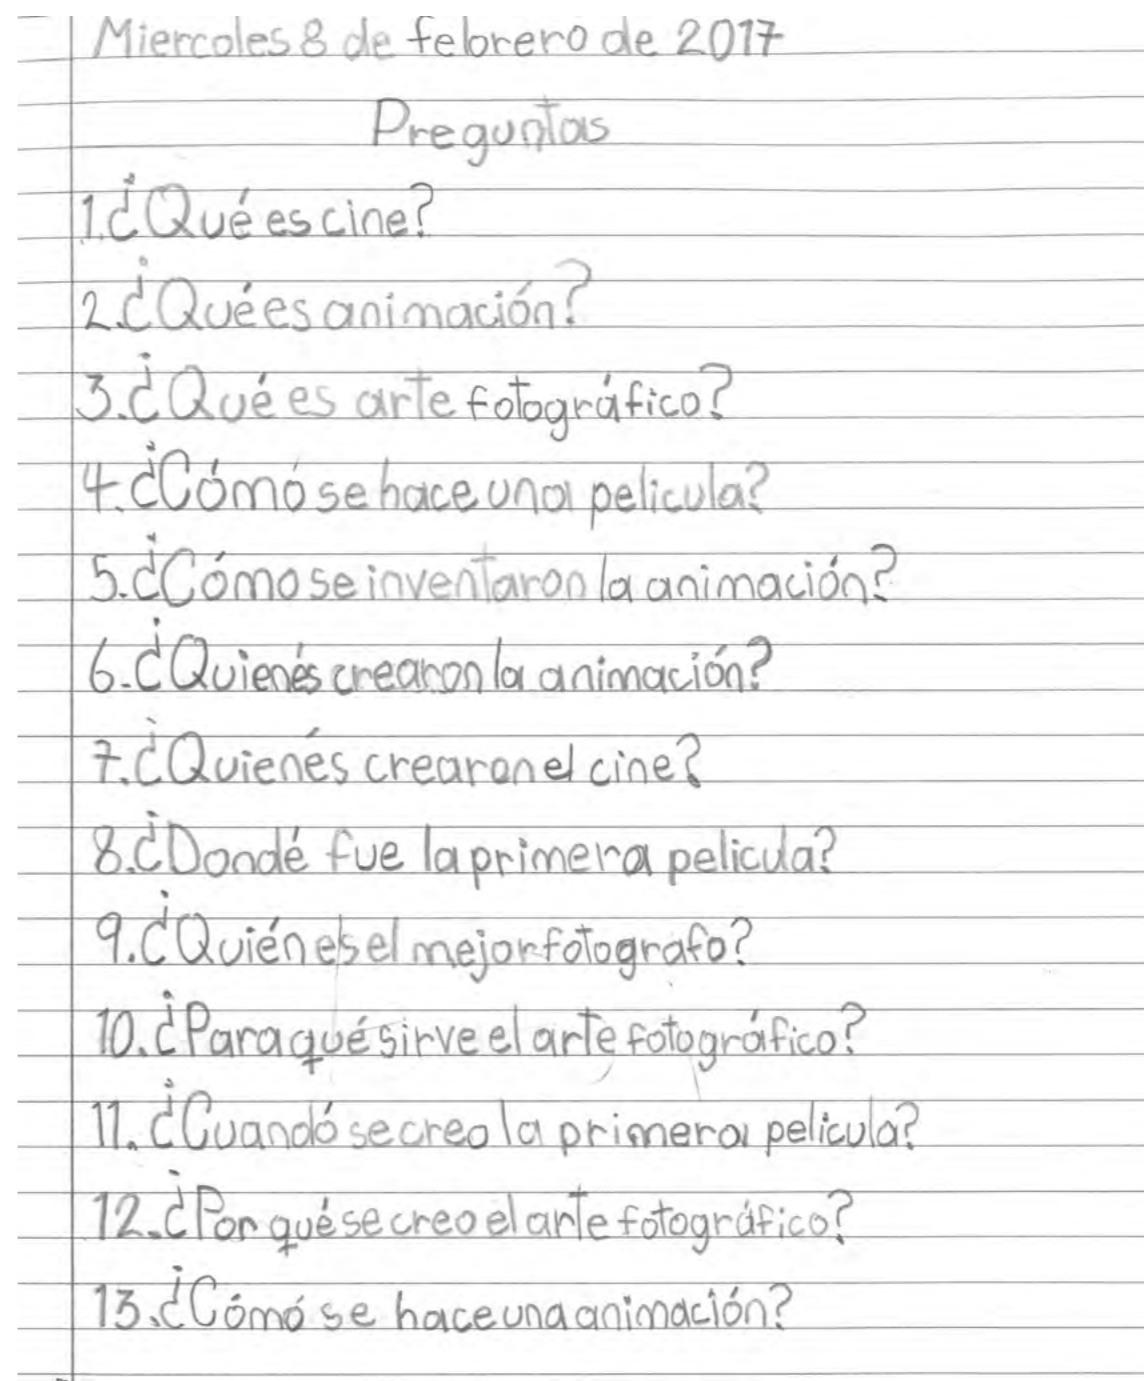 Miercoles 8 de febrero de 2017
Preguntas
1. ¿Qué es cine?
2. ¿Qué es animación?
3. ¿Qué es arte fotográfico?
4. ¿Cómó se hace una pelicula?
5. ¿Cómo se inventaron la animación?
6. ¿Quienés crearon la animación?
7. ¿Quienés crearon el cine?
8. ¿Dondé fue la primera pelicula?
9. ¿Quién es el mejor fotografo?
10. ¿Para qué sirve el arte fotográfico?
11. ¿Cuandó se creo la primera pelicula?
12. ¿Por qué se creo el arte fotográfico?
13. ¿Cómó se hace una animación?